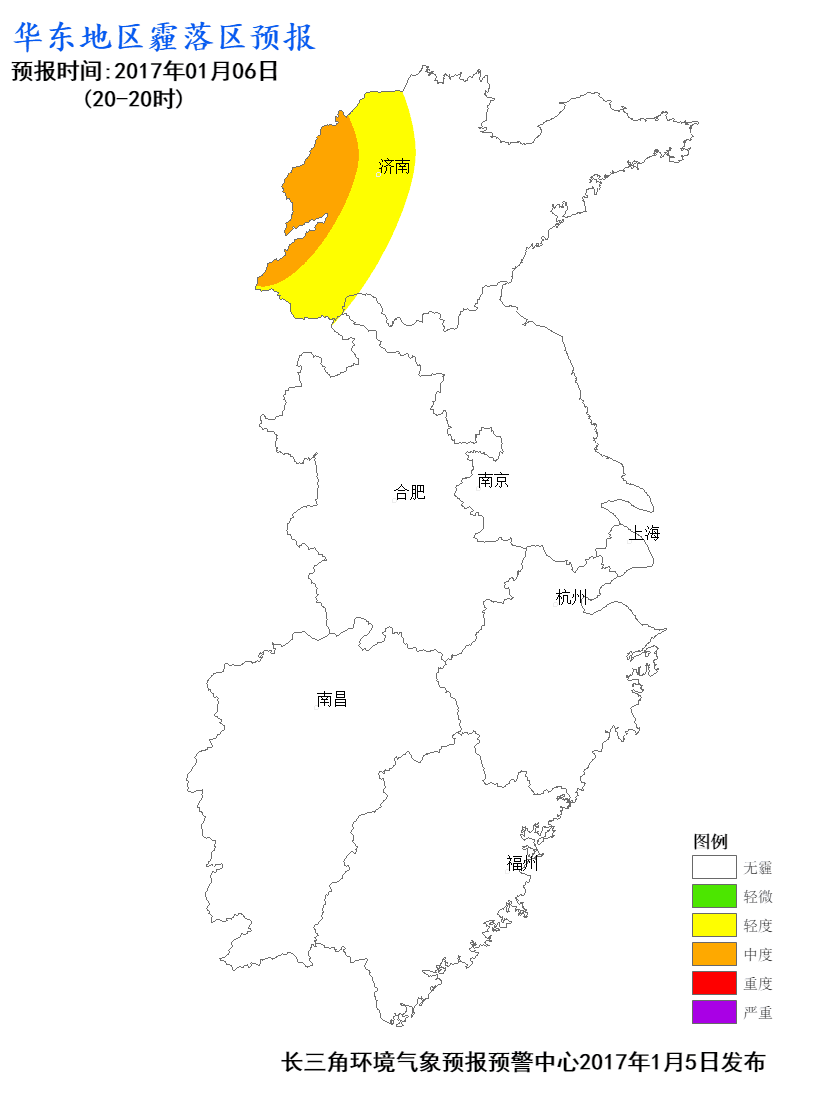 华东地区霾落区预报
预报时间:2017年01月06日
(20-20时)
济南
南京
合肥
上海
杭州
南昌
福州
图例
无霾
轻微
轻度
中度
重度
严重
长三角环境气象预报预警中心2017年1月5日发布